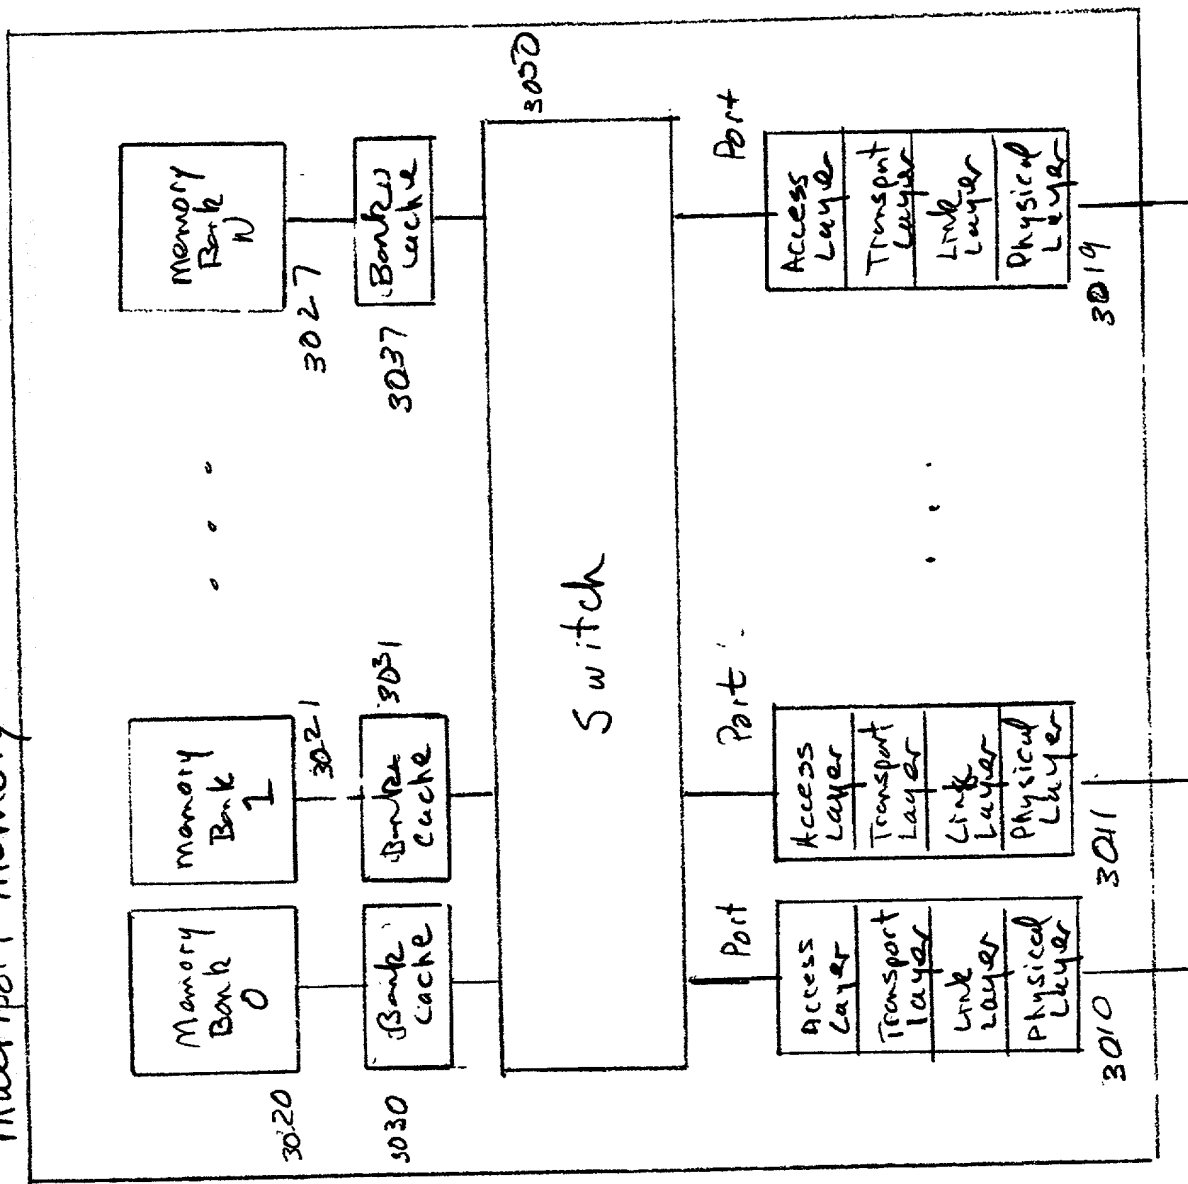 Multiport Memory
Memory
Bank
0
Memory
Bank
1
Memory
Bank
N
3020
3021
3027
Bank
Cache
Bank
Cache
Bank
Cache
3030
3031
3037
3050
Switch
Port
Port
Port
Access
Layer
Transport
Layer
Link
Layer
Physical
Layer
Access
Layer
Transport
Layer
Link
Layer
Physical
Layer
Access
Layer
Transport
Layer
Link
Layer
Physical
Layer
3010
3011
3019